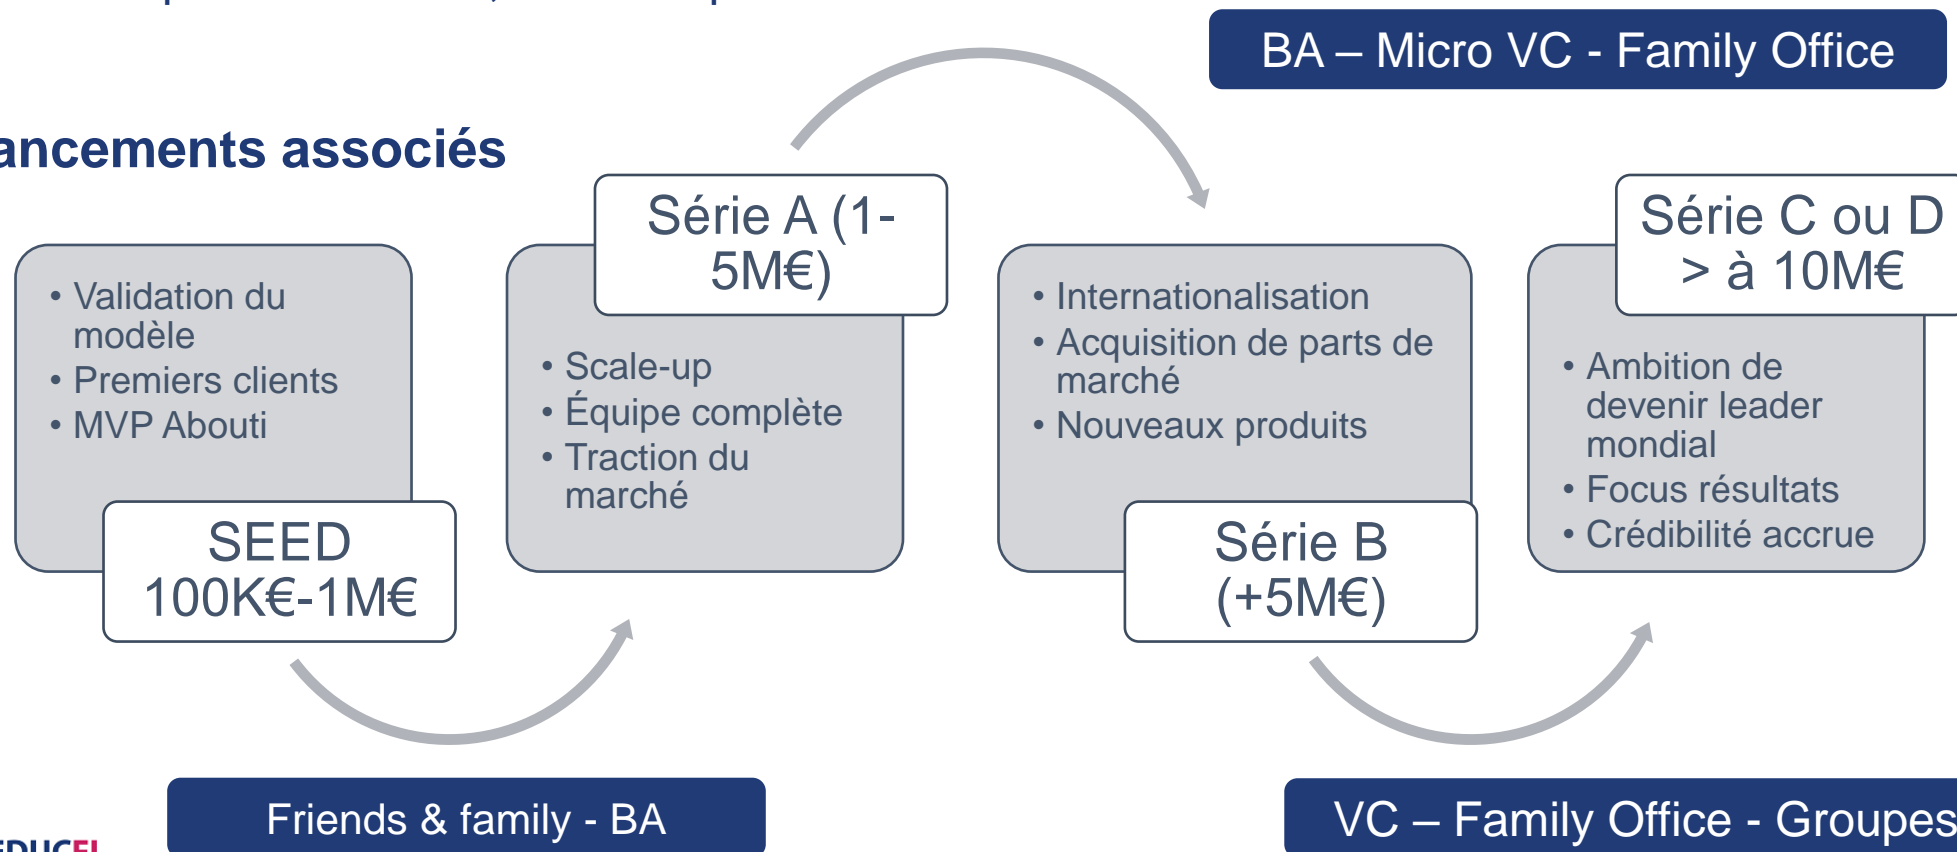 BA – Micro VC - Family Office
ancements associés
• Validation du
modèle
• Premiers clients
• MVP Abouti
SEED
100K€-1M€
Série A (1-
5M€)
• Scale-up
• Équipe complète
• Traction du
marché
• Internationalisation
• Acquisition de parts de
marché
• Nouveaux produits
Série B
(+5M€)
Série C ou D
> à 10M€
• Ambition de
devenir leader
mondial
• Focus résultats
• Crédibilité accrue
Friends & family - BA
VC – Family Office - Groupes